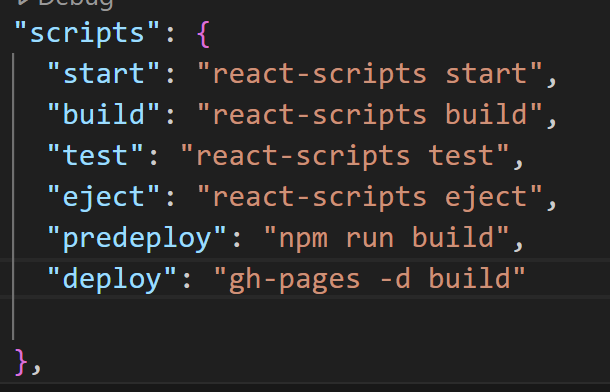 Debug
"scripts": {
"start": "react-scripts start",
"build": "react-scripts build",
"test": "react-scripts test",
"eject": "react-scripts eject",
"predeploy": "npm run build",
"deploy": "gh-pages -d build"
},